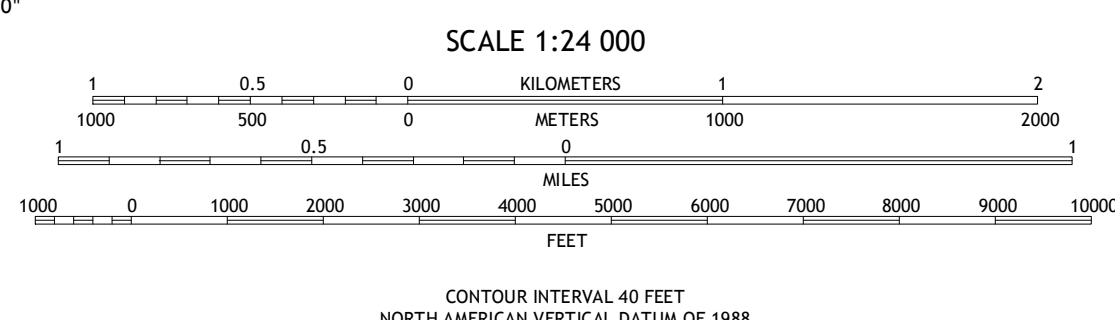 0"
SCALE 1:24 000
1 0.5 0 KILOMETERS 1 2
1000 500 0 METERS 1000 2000
1 0.5 0 1
MILES
1000 0 1000 2000 3000 4000 5000 6000 7000 8000 9000 10000
FEET
CONTOUR INTERVAL 40 FEET
NORTH AMERICAN VERTICAL DATUM OF 1988